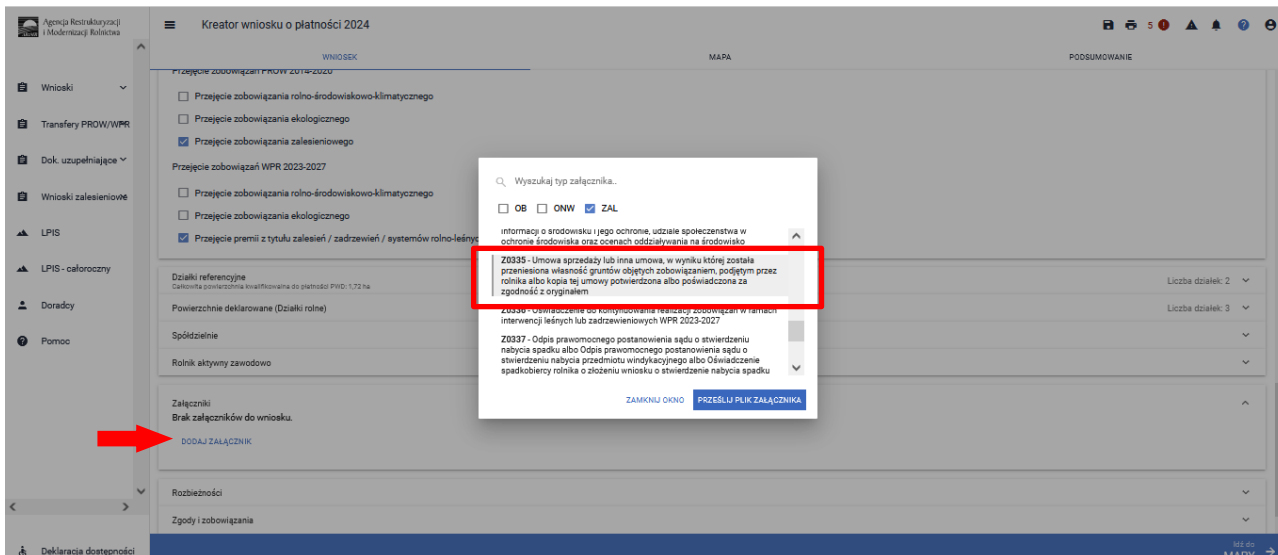 Agencja Restrukturyzacji
i Modernizacji Rolnictwa
Kreator wniosku o płatności 2024
5
WNIOSEK
MAPA
PODSUMOWANIE
Wnioski
Transfery PROW/WPR
Dok. uzupełniające
Wnioski zalesieniowe
LPIS
LPIS - całoroczny
Doradcy
Pomoc
Deklaracja dostępności
Przejęcie zobowiązań PROW 2014-2020
Przejęcie zobowiązania rolno-środowiskowo-klimatycznego
Przejęcie zobowiązania ekologicznego
Przejęcie zobowiązania zalesieniowego
Przejęcie zobowiązań WPR 2023-2027
Przejęcie zobowiązania rolno-środowiskowo-klimatycznego
Przejęcie zobowiązania ekologicznego
Przejęcie premii z tytułu zalesień / zadrzewień / systemów rolno-leśnyc
Działki referencyjne
Całkowita powierzchnia kwalifikowalna do płatności PWD: 1,72 ha
Liczba działek: 2
Powierzchnie deklarowane (Działki rolne)
Liczba działek: 3
Spółdzielnie
Rolnik aktywny zawodowo
Załączniki
Brak załączników do wniosku.
DODAJ ZAŁĄCZNIK
Rozbieżności
Zgody i zobowiązania
Idź do
MAPY
Wyszukaj typ załącznika..
OB ONW ZAL
informacji o środowisku i jego ochronie, udziale społeczeństwa w
ochronie środowiska oraz ocenach oddziaływania na środowisko
Z0335 - Umowa sprzedaży lub inna umowa, w wyniku której została
przeniesiona własność gruntów objętych zobowiązaniem, podjętym przez
rolnika albo kopia tej umowy potwierdzona albo poświadczona za
zgodność z oryginałem
Z0336 - Oświadczenie do kontynuowania realizacji zobowiązań w ramach
interwencji leśnych lub zadrzewieniowych WPR 2023-2027
Z0337 - Odpis prawomocnego postanowienia sądu o stwierdzeniu
nabycia spadku albo Odpis prawomocnego postanowienia sądu o
stwierdzeniu nabycia przedmiotu windykacyjnego albo Oświadczenie
spadkobiercy rolnika o złożeniu wniosku o stwierdzenie nabycia spadku
ZAMKNIJ OKNO
PRZEŚLIJ PLIK ZAŁĄCZNIKA